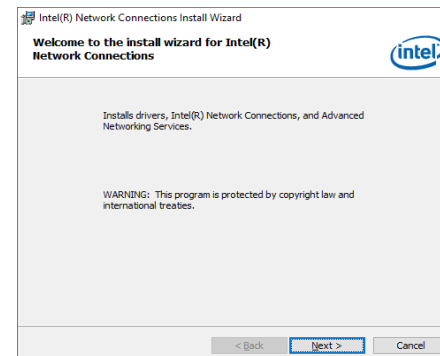 Intel(R) Network Connections Install Wizard
Welcome to the install wizard for Intel(R)
Network Connections
intel
Installs drivers, Intel(R) Network Connections, and Advanced
Networking Services.
WARNING: This program is protected by copyright law and
international treaties.
< Back
Next >
Cancel